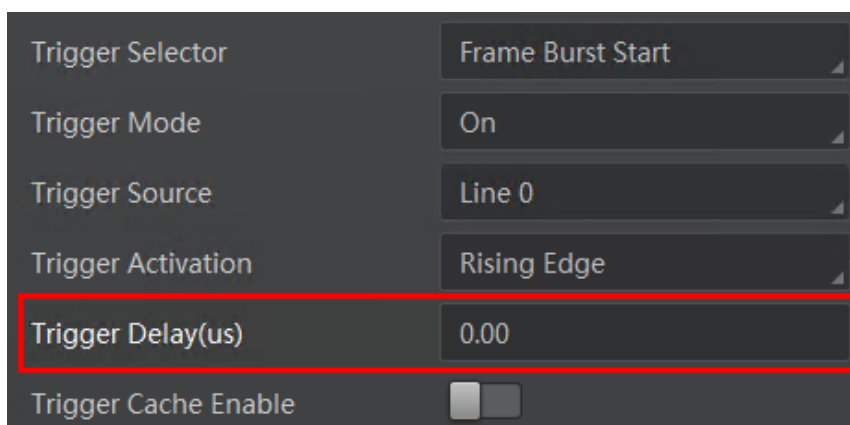 Trigger Selector Frame Burst Start
Trigger Mode On
Trigger Source Line 0
Trigger Activation Rising Edge
Trigger Delay(us) 0.00
Trigger Cache Enable